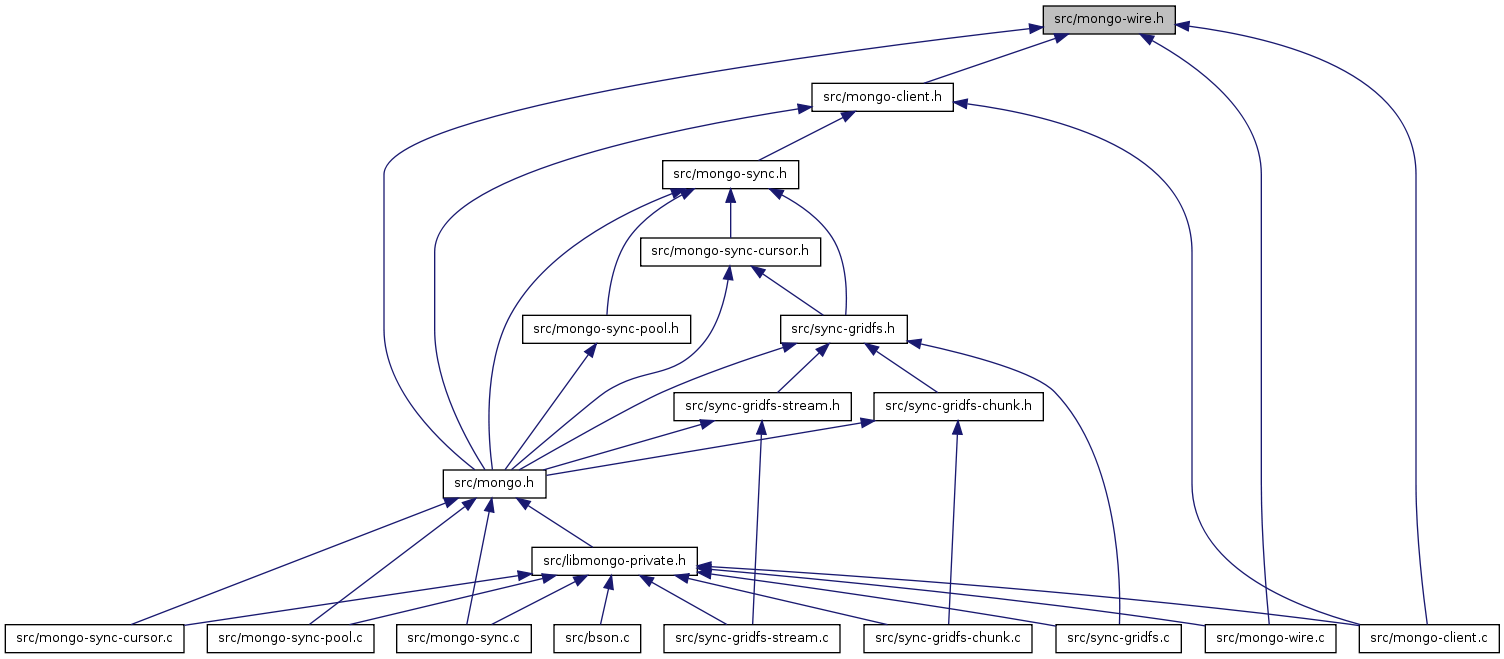 src/mongo-wire.h
src/mongo-client.h
src/mongo-sync.h
src/mongo-sync-cursor.h
src/mongo-sync-pool.h
src/sync-gridfs.h
src/sync-gridfs-stream.h
src/sync-gridfs-chunk.h
src/mongo.h
src/libmongo-private.h
src/mongo-sync-cursor.c
src/mongo-sync-pool.c
src/mongo-sync.c
src/bson.c
src/sync-gridfs-stream.c
src/sync-gridfs-chunk.c
src/sync-gridfs.c
src/mongo-wire.c
src/mongo-client.c